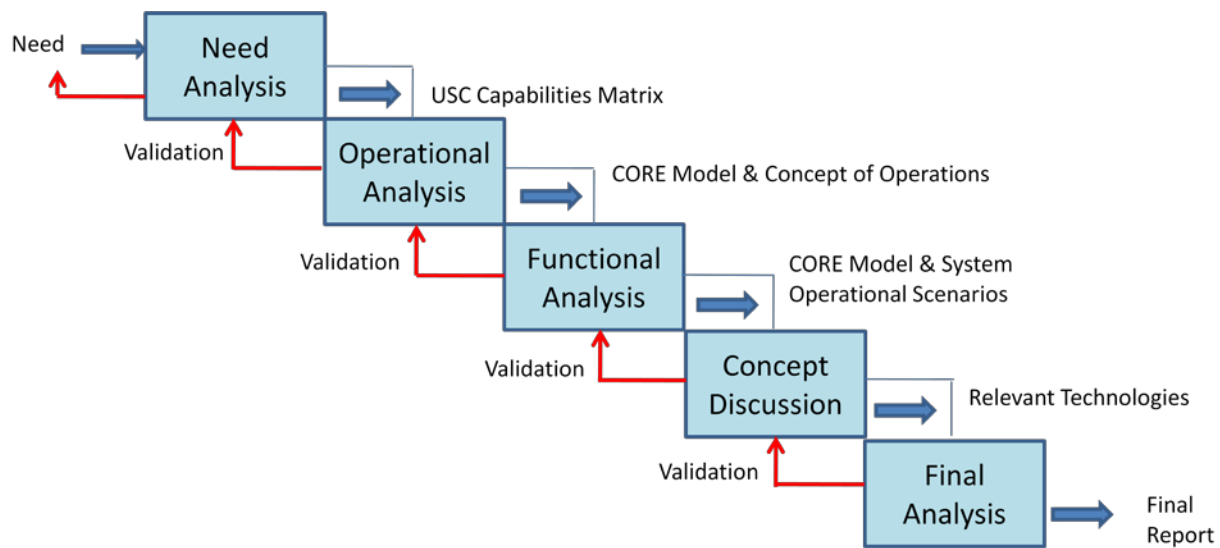 Need
Need
Analysis
USC Capabilities Matrix
Validation
Operational
Analysis
CORE Model & Concept of Operations
Validation
Functional
Analysis
CORE Model & System
Operational Scenarios
Validation
Concept
Discussion
Relevant Technologies
Validation
Final
Analysis
Final
Report